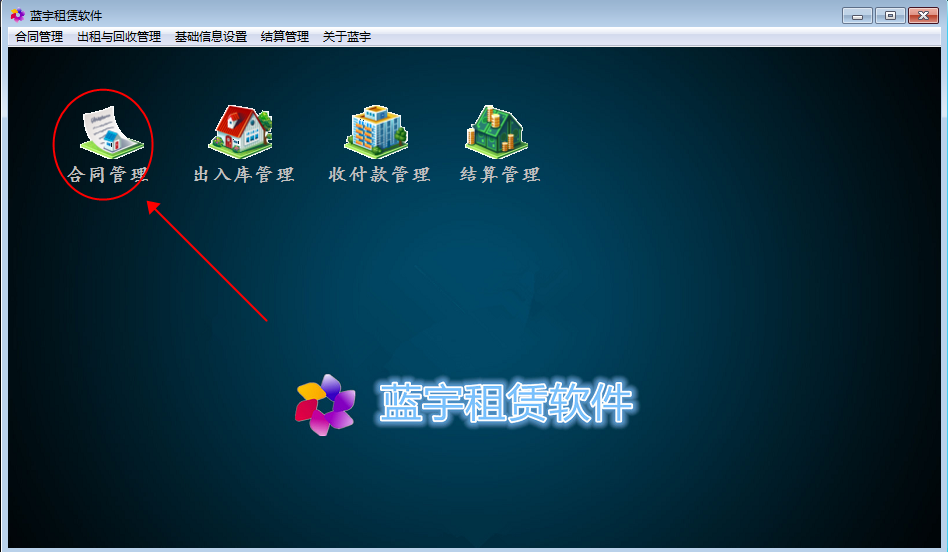 蓝宇租赁软件
合同管理 出租与回收管理 基础信息设置 结算管理 关于蓝宇
合同管理 出入库管理 收付款管理 结算管理
蓝宇租赁软件